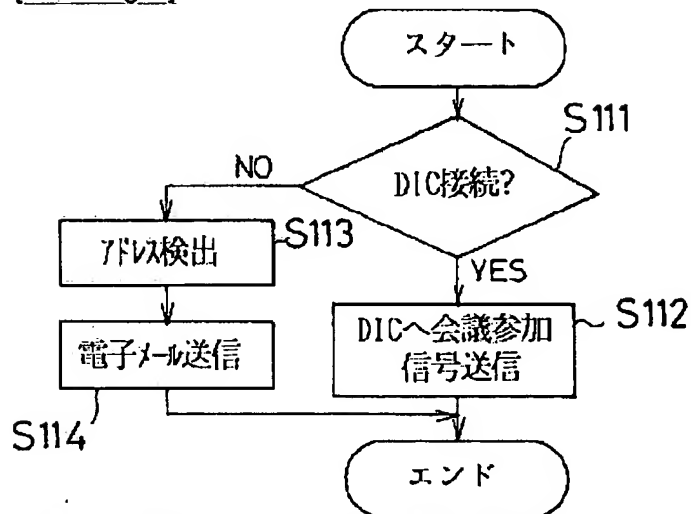 スタート
S111
DIC接続?
NO
YES
アドレス検出
S113
DICへ会議参加
信号送信
S112
電子メール送信
S114
エンド